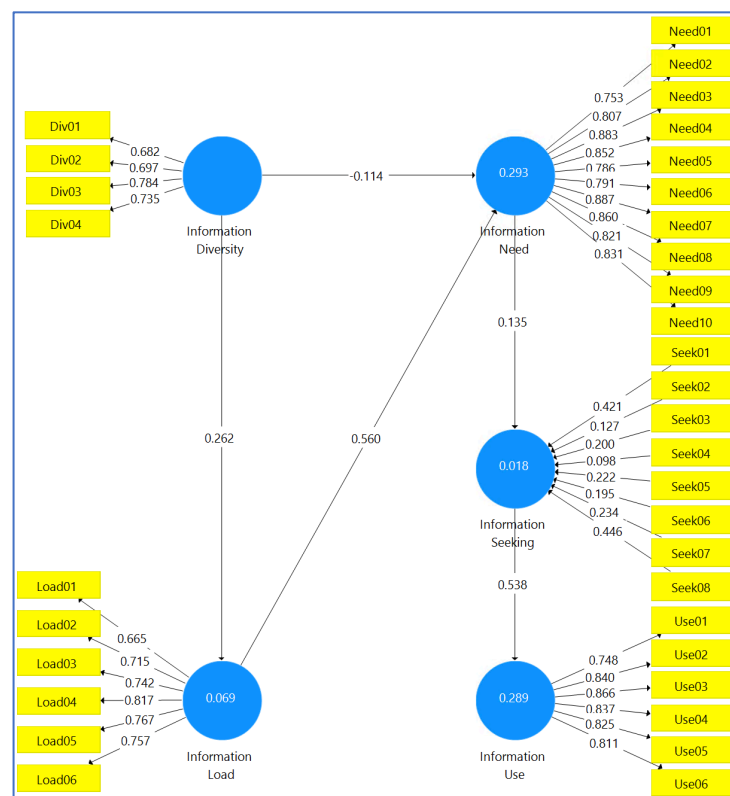 Need01
Need02
Need03
Need04
Need05
Need06
Need07
Need08
Need09
Need10
0.753
0.807
0.883
0.852
0.786
0.791
0.887
0.860
0.821
0.831
Div01
Div02
Div03
Div04
0.682
0.697
0.784
0.735
Information
Diversity
-0.114
0.293
Information
Need
0.262
0.560
0.135
Seek01
Seek02
Seek03
Seek04
Seek05
Seek06
Seek07
Seek08
0.421
0.127
0.200
0.098
0.222
0.195
0.234
0.446
0.018
Information
Seeking
0.538
Load01
Load02
Load03
Load04
Load05
Load06
0.665
0.715
0.742
0.817
0.767
0.757
0.069
Information
Load
0.289
Information
Use
0.748
0.840
0.866
0.837
0.825
0.811
Use01
Use02
Use03
Use04
Use05
Use06